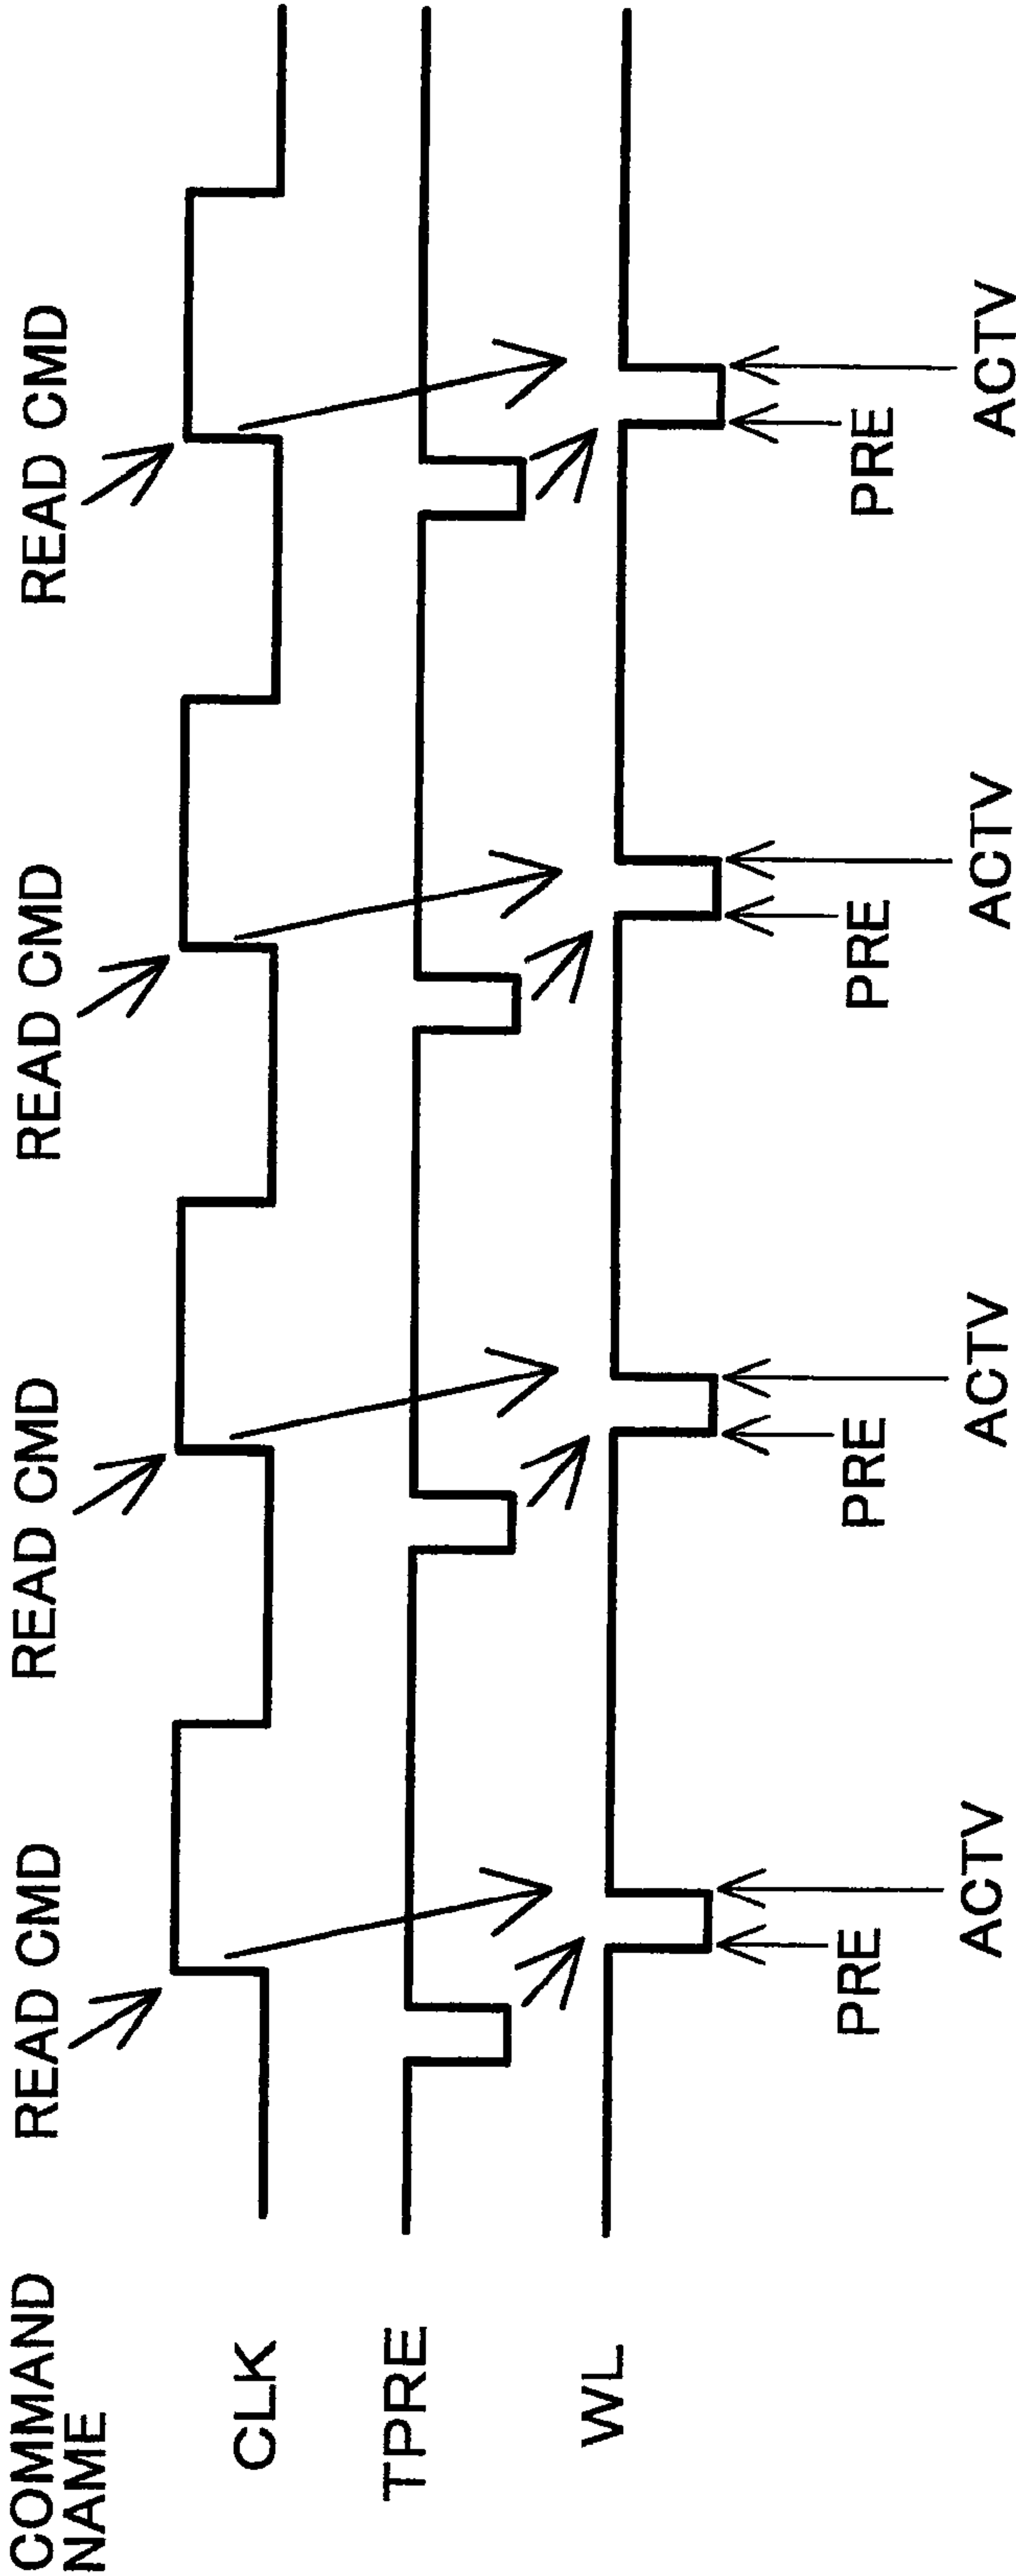 COMMAND
NAME
READ CMD
READ CMD
READ CMD
READ CMD
CLK
TPRE
WL
PRE
ACTV
PRE
ACTV
PRE
ACTV
PRE
ACTV